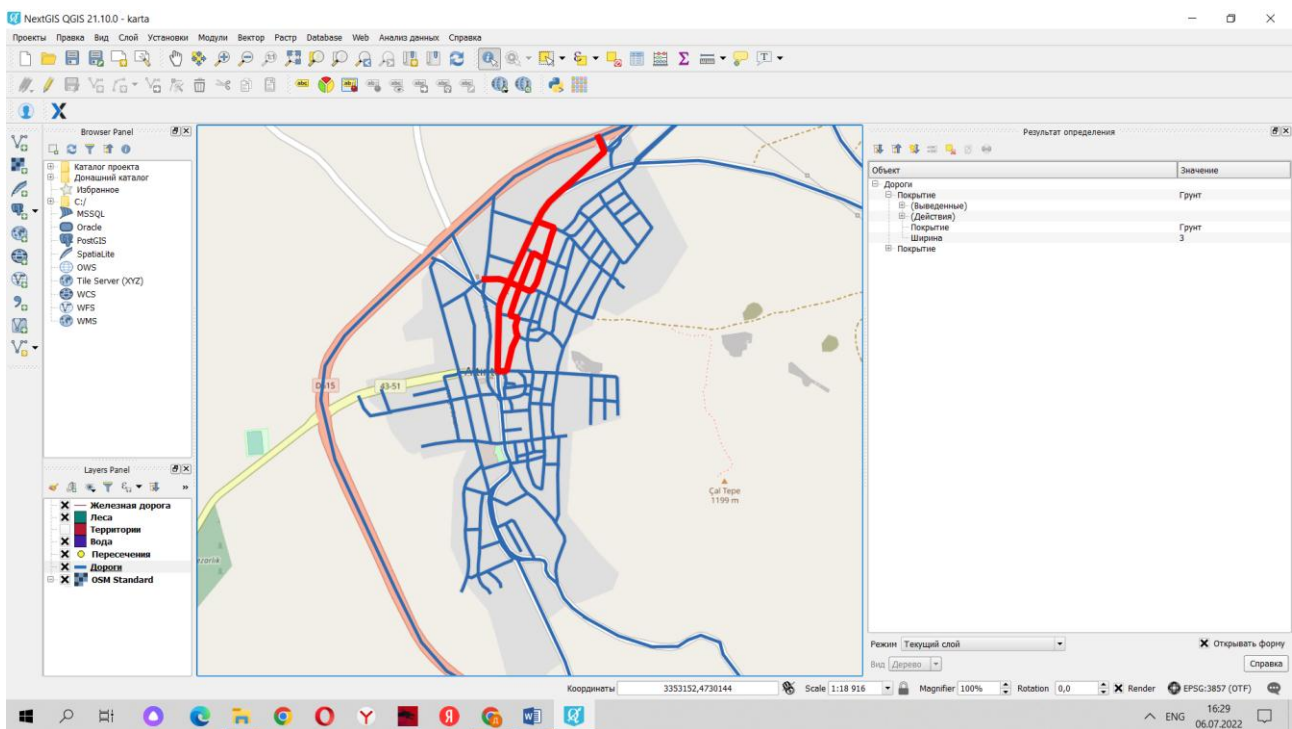 NextGIS QGIS 21.10.0 - karta
Проекты Правка Вид Слой Установки Модули Вектор Растр Database Web Анализ данных Справка
Browser Panel
Каталог проекта
Домашний каталог
Избранное
C:/
MSSQL
Oracle
PostGIS
SpatiaLite
OWS
Tile Server (XYZ)
WCS
WFS
WMS
Layers Panel
Железная дорога
Леса
Территории
Вода
Пересечения
Дороги
OSM Standard
43-51
Çal Tepe
1199 m
Результат определения
Объект Значение
Дороги
Покрытие Грунт
(Выведенные)
(Действия)
Покрытие Грунт
Ширина 3
Покрытие
Режим Текущий слой Открывать форму
Вид Дерево Справка
Координаты 3353152,4730144 Scale 1:18 916 Magnifier 100% Rotation 0,0 Render EPSG:3857 (OTF)
ENG 16:29
06.07.2022